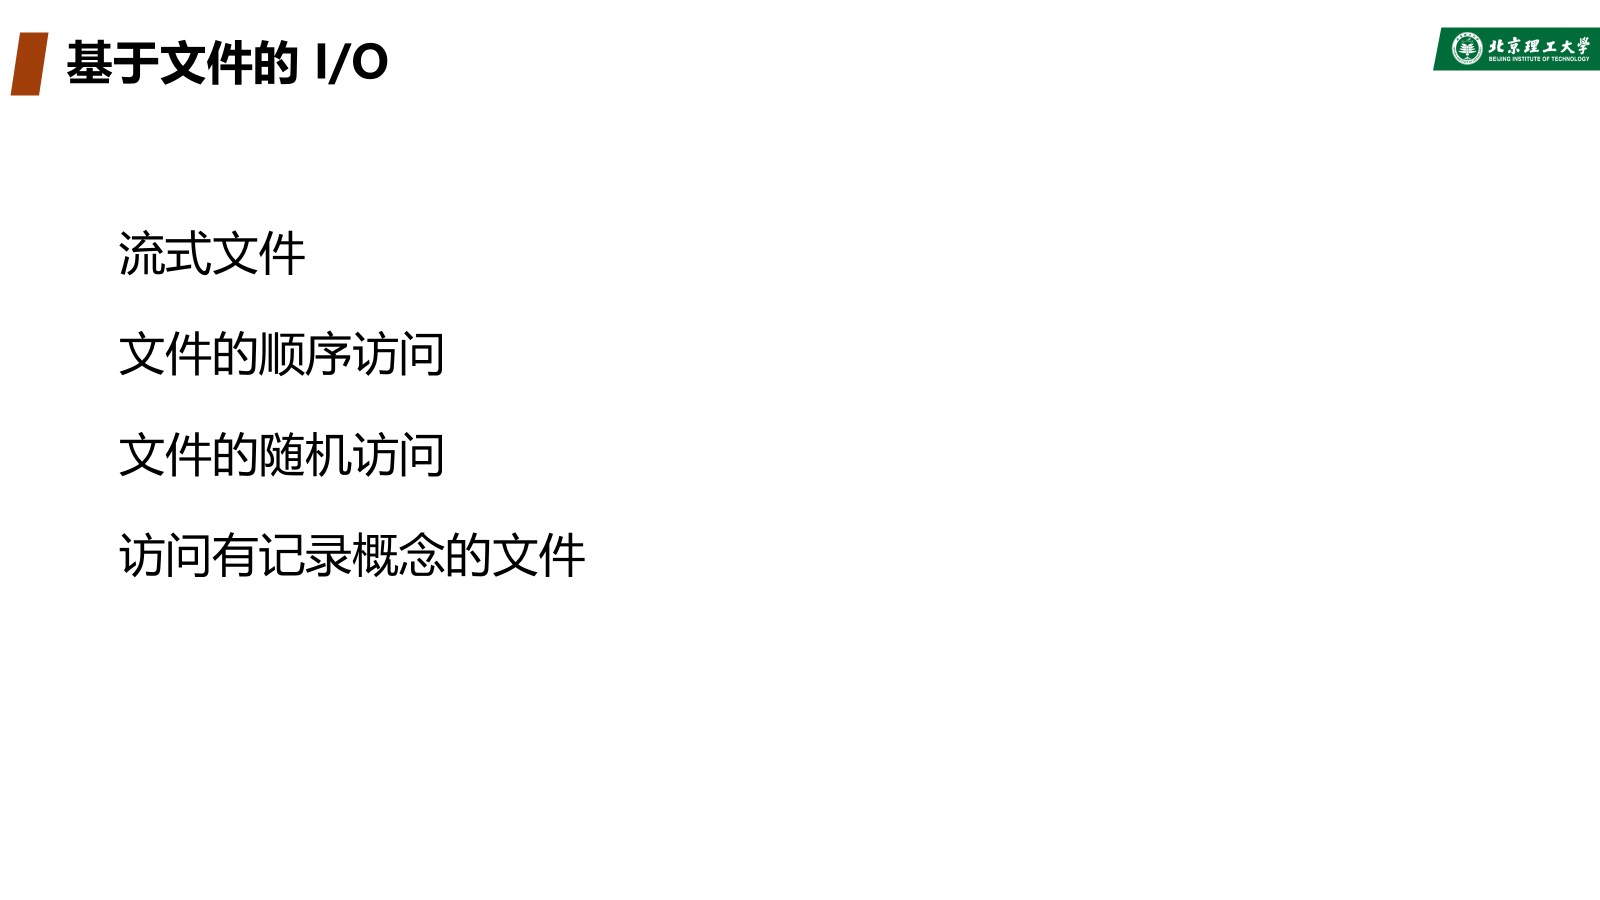 基于文件的 I/O
北京理工大学
BEIJING INSTITUTE OF TECHNOLOGY
流式文件
文件的顺序访问
文件的随机访问
访问有记录概念的文件